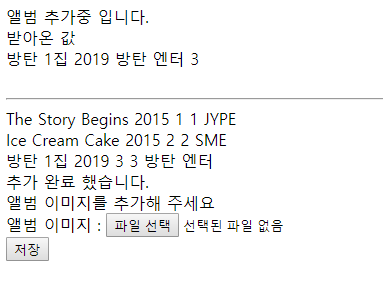 앨범 추가중 입니다.
받아온 값
방탄 1집 2019 방탄 엔터 3
The Story Begins 2015 1 1 JYPE
Ice Cream Cake 2015 2 2 SME
방탄 1집 2019 3 3 방탄 엔터
추가 완료 했습니다.
앨범 이미지를 추가해 주세요
앨범 이미지 : 파일 선택 선택된 파일 없음
저장